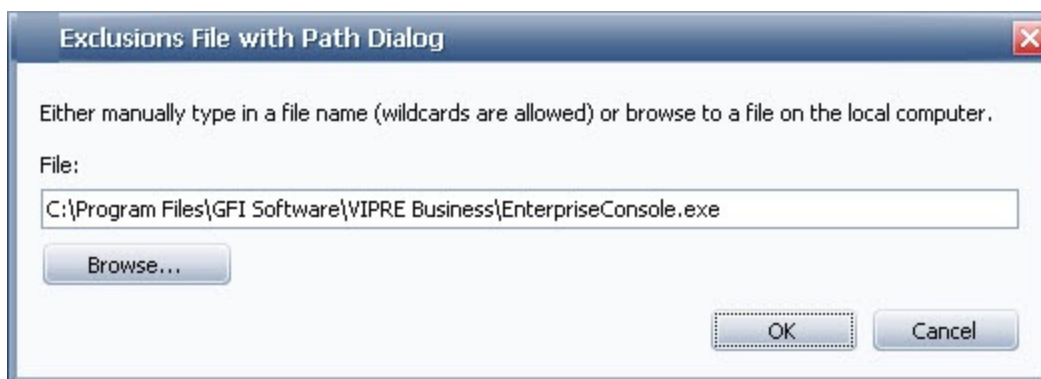 Exclusions File with Path Dialog
Either manually type in a file name (wildcards are allowed) or browse to a file on the local computer.
File:
C:\Program Files\GFI Software\VIPRE Business\EnterpriseConsole.exe
Browse...
OK Cancel